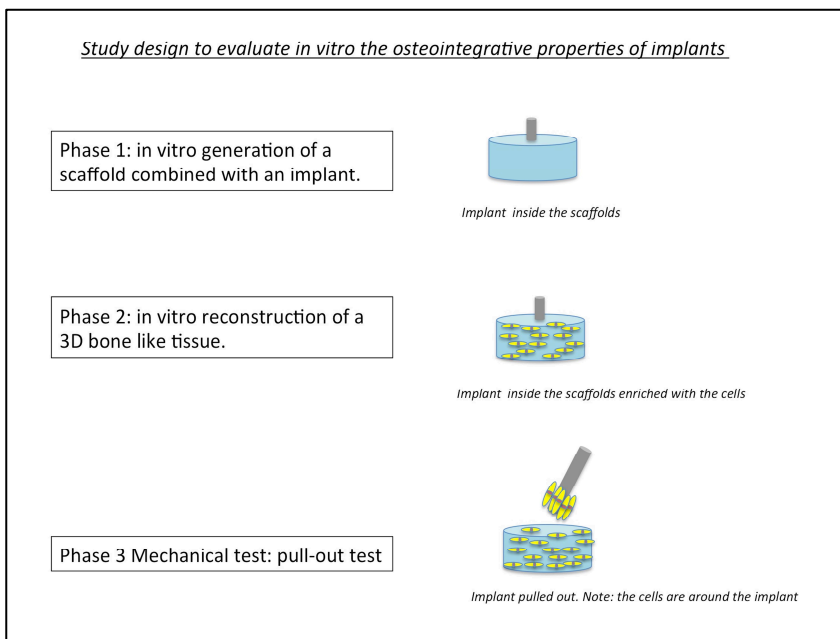 Study design to evaluate in vitro the osteointegrative properties of implants
Phase 1: in vitro generation of a
scaffold combined with an implant.
Implant inside the scaffolds
Phase 2: in vitro reconstruction of a
3D bone like tissue.
Implant inside the scaffolds enriched with the cells
Phase 3 Mechanical test: pull-out test
Implant pulled out. Note: the cells are around the implant